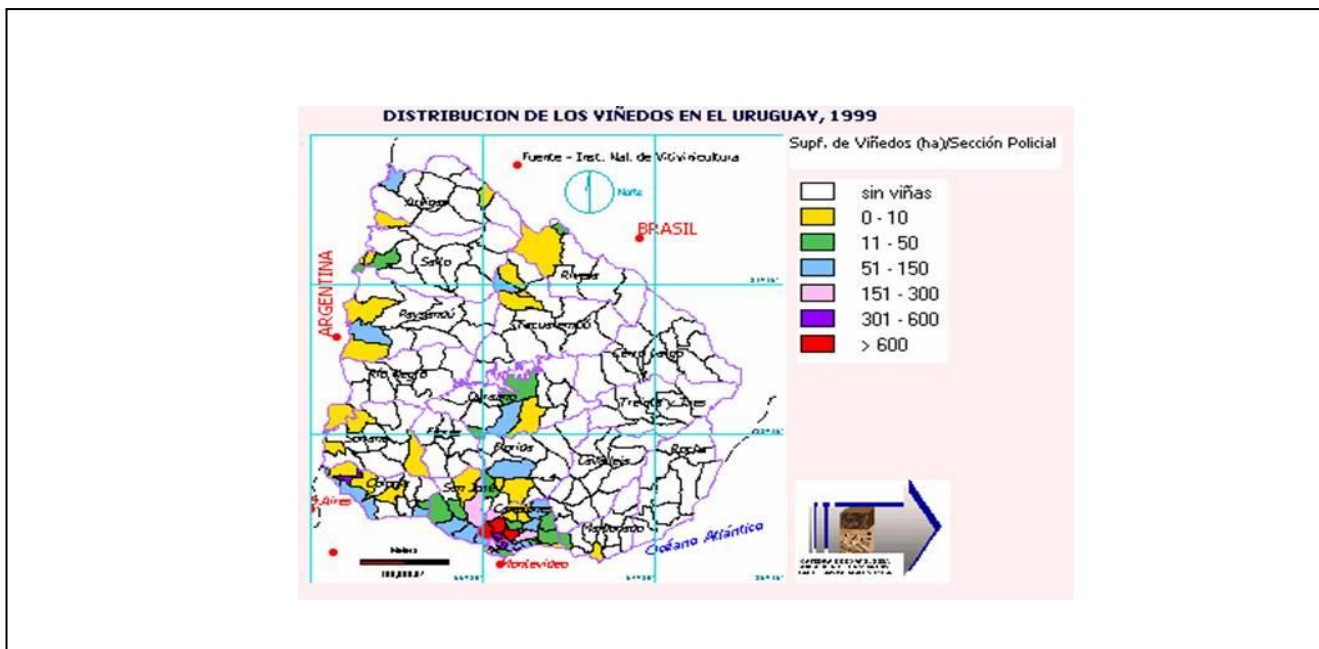 DISTRIBUCION DE LOS VIÑEDOS EN EL URUGUAY, 1999
Fuente - Inst. Nal. de Vitivinicultura
Norte
BRASIL
ARGENTINA
Artigas
Salto
Rivera
Paysandú
Tacuarembó
Cerro Largo
Río Negro
Durazno
Treinta y Tres
Soriano
Flores
Florida
Lavalleja
Rocha
Colonia
San José
Canelones
Maldonado
Aires
Montevideo
Océano Atlántico
Supf. de Viñedos (ha)/Sección Policial
sin viñas
0 - 10
11 - 50
51 - 150
151 - 300
301 - 600
> 600